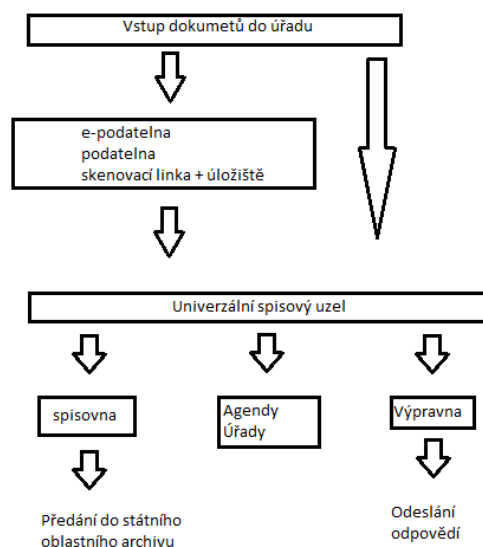 Vstup dokumetů do úřadu
e-podatelna
podatelna
skenovací linka + úložiště
Univerzální spisový uzel
spisovna
Agendy
Úřady
Výpravna
Předání do státního
oblastního archivu
Odeslání
odpovědí